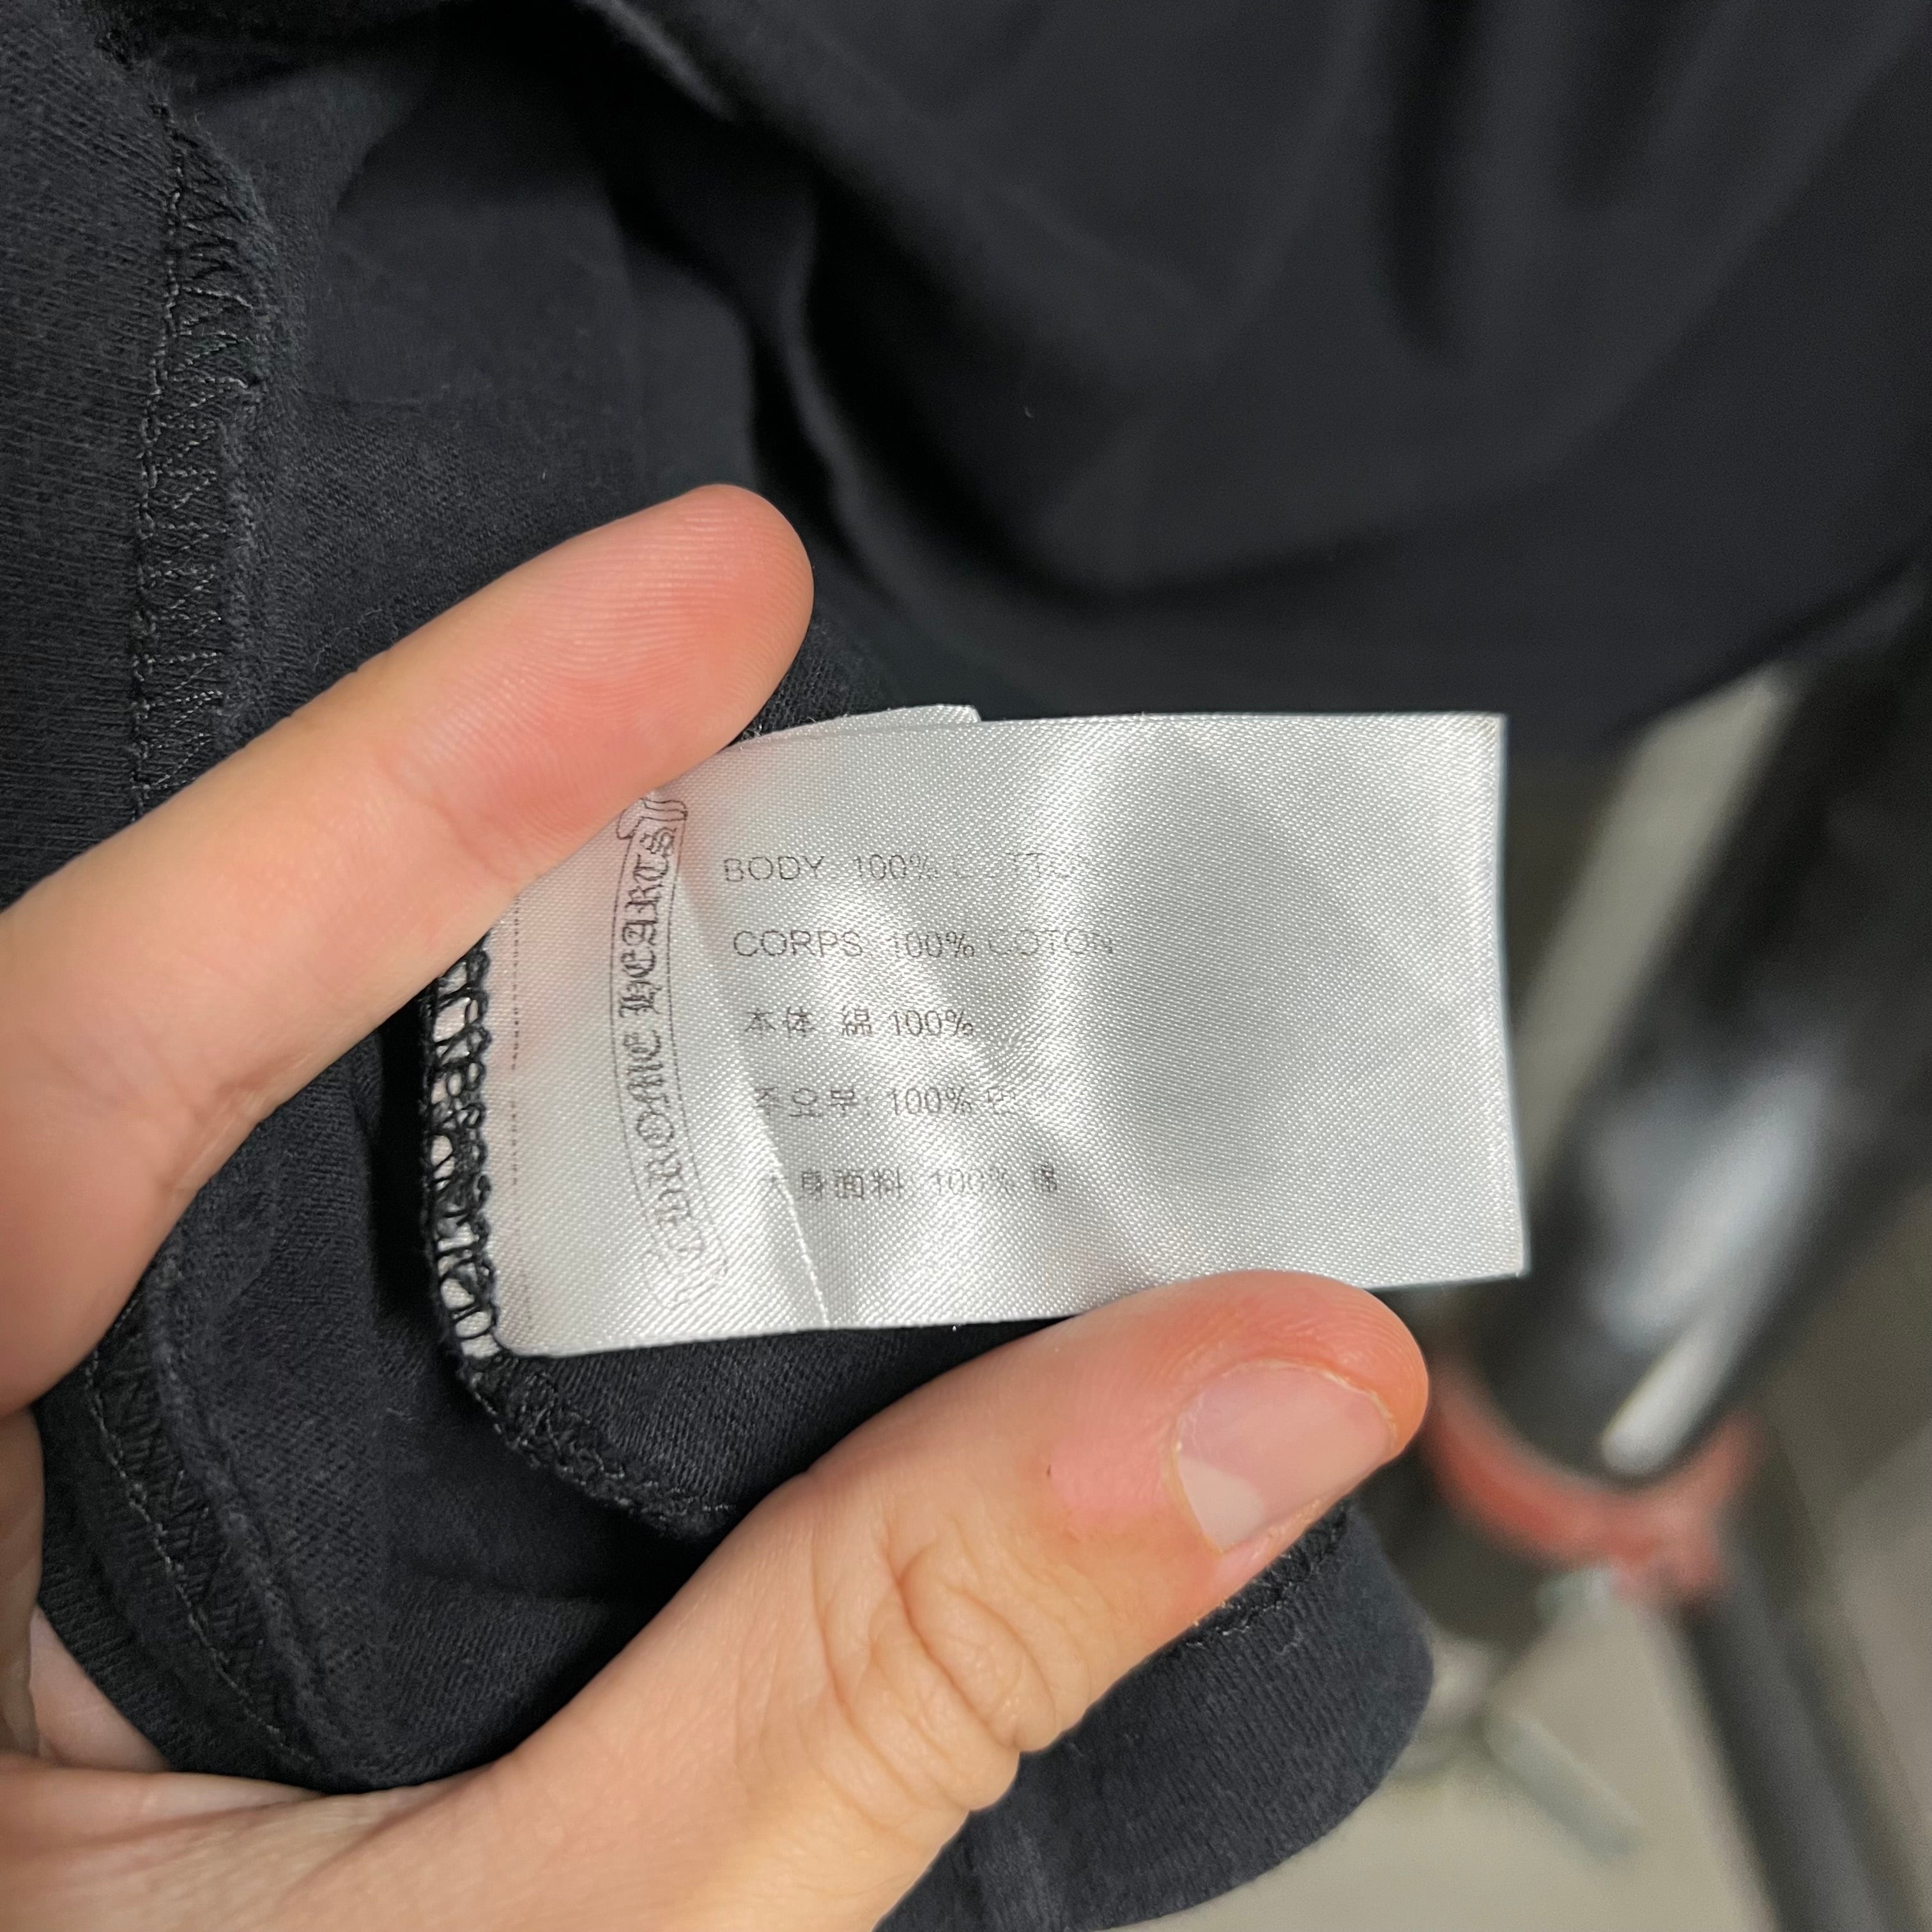 CHROME HEARTS
BODY: 100% COTTO
CORPS: 100% COTON
本体 綿 100%
주요부: 100%
身面料: 100% 棉